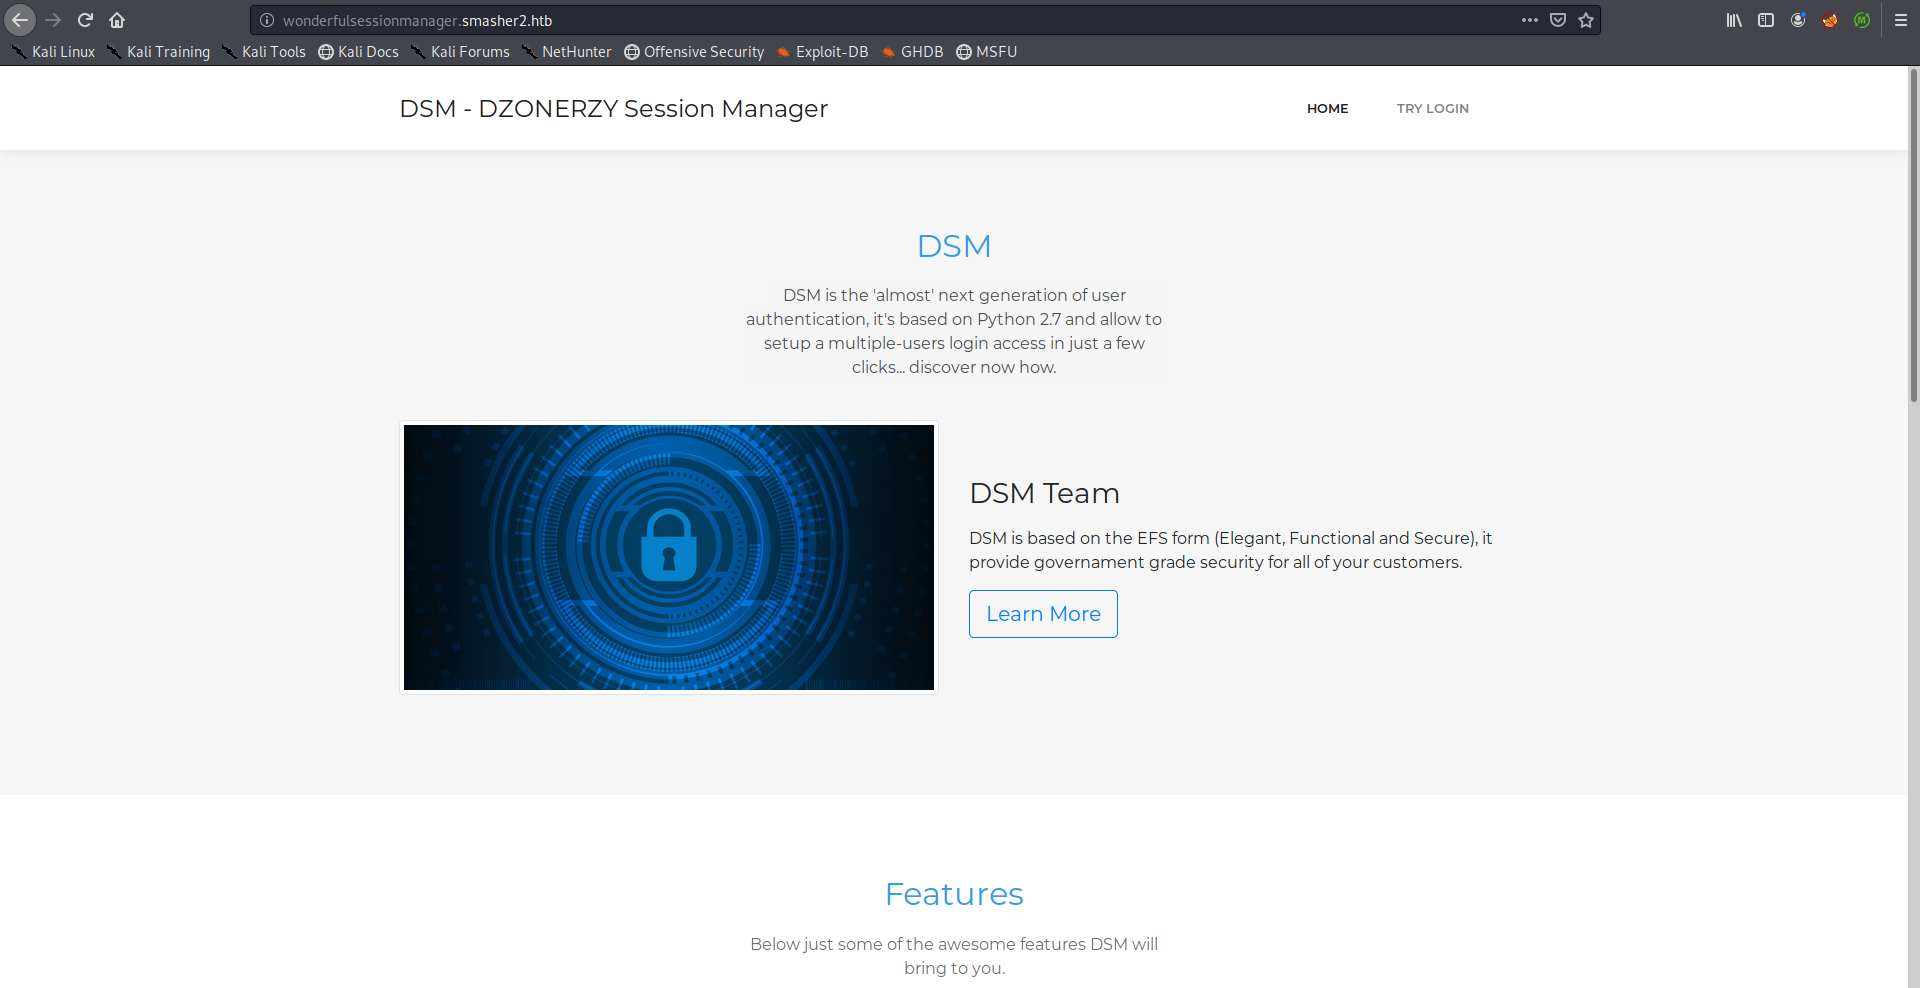 wonderfulsessionmanager.smasher2.htb
Kali Linux Kali Training Kali Tools Kali Docs Kali Forums NetHunter Offensive Security Exploit-DB GHDB MSFU
DSM - DZONERZY Session Manager
HOME TRY LOGIN
DSM
DSM is the 'almost' next generation of user
authentication, it's based on Python 2.7 and allow to
setup a multiple-users login access in just a few
clicks... discover now how.
DSM Team
DSM is based on the EFS form (Elegant, Functional and Secure), it
provide governament grade security for all of your customers.
Learn More
Features
Below just some of the awesome features DSM will
bring to you.